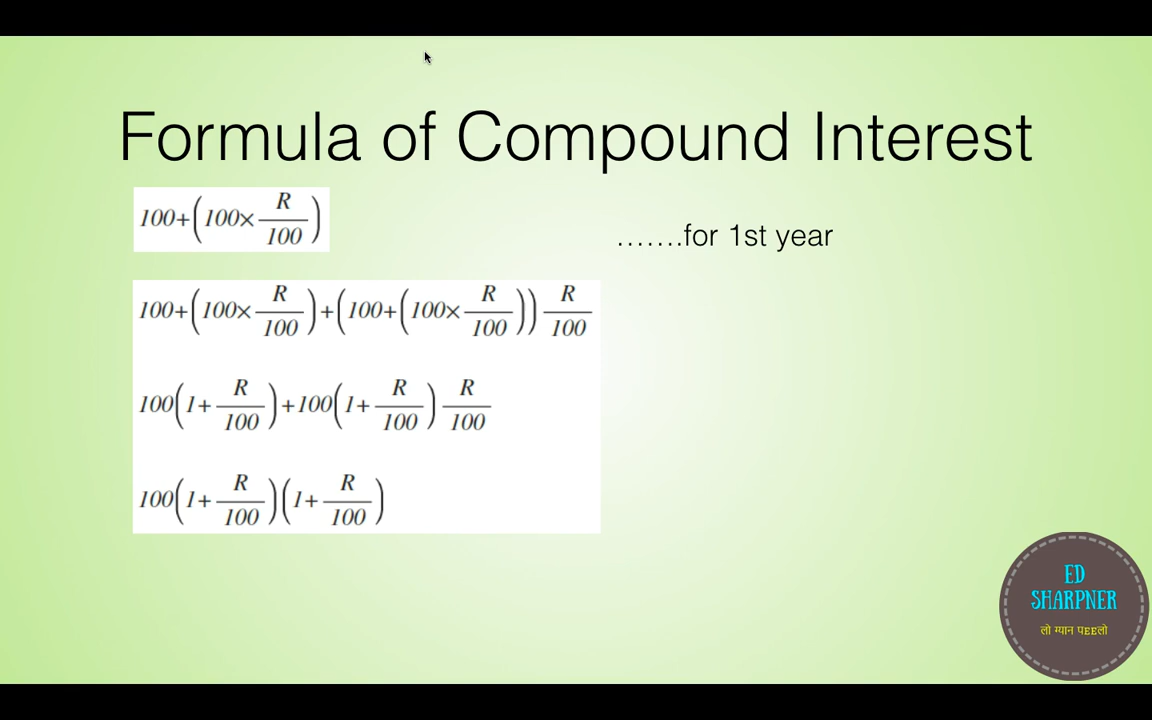 Formula of Compound Interest
100+(100×R/100)
.......for 1st year
100+(100×R/100)+(100+(100×R/100))R/100
100(1+R/100)+100(1+R/100)R/100
100(1+R/100)(1+R/100)
ED
SHARPNER
लो ग्यान पEEलो